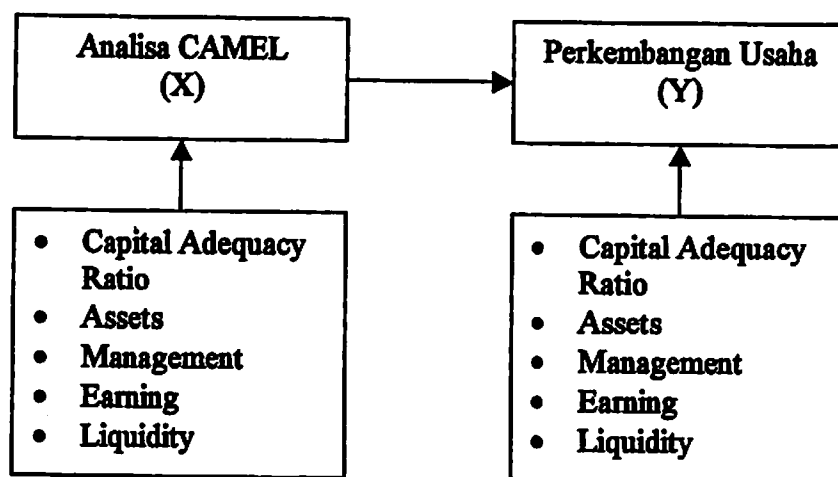 Analisa CAMEL
(X)
Perkembangan Usaha
(Y)
• Capital Adequacy
Ratio
• Assets
• Management
• Earning
• Liquidity
• Capital Adequacy
Ratio
• Assets
• Management
• Earning
• Liquidity